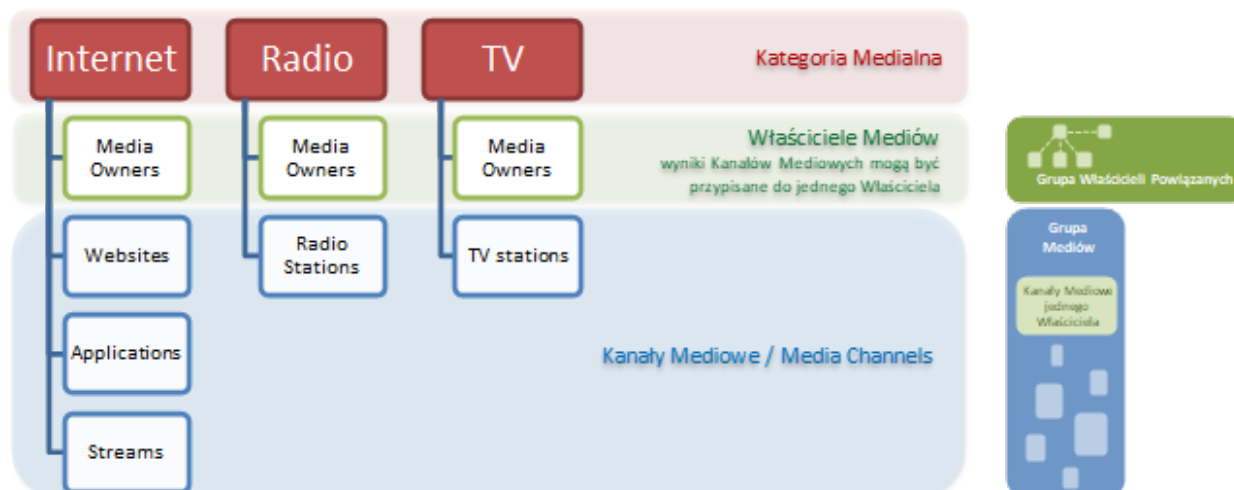 Internet
Radio
TV
Kategoria Medialna
Media
Owners
Media
Owners
Media
Owners
Właściciele Mediów
wyniki Kanałów Mediowych mogą być
przypisane do jednego Właściciela
Grupa Właścicieli Powiązanych
Websites
Radio
Stations
TV stations
Grupa
Mediów
Kanały Mediowe
jednego
Właściciela
Applications
Kanały Mediowe / Media Channels
Streams